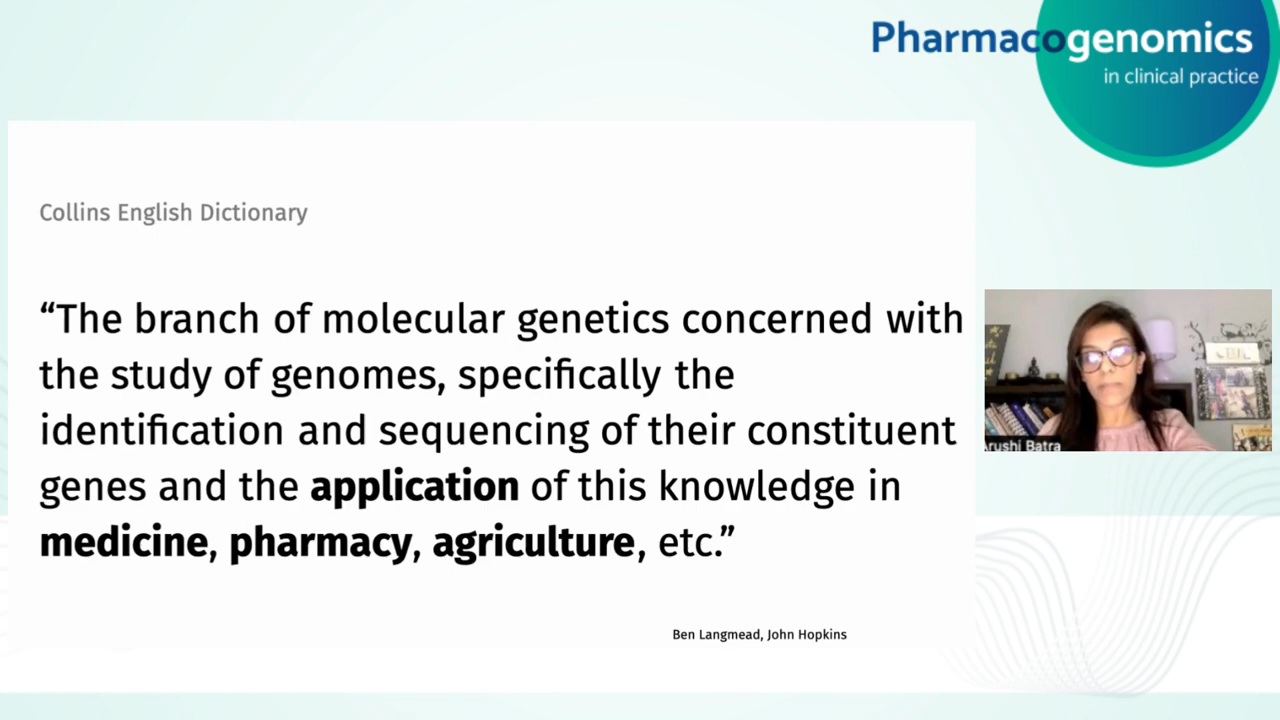 Pharmacogenomics
in clinical practice
Collins English Dictionary
“The branch of molecular genetics concerned with
the study of genomes, specifically the
identification and sequencing of their constituent
genes and the application of this knowledge in
medicine, pharmacy, agriculture, etc.”
Arushi Batra
Ben Langmead, John Hopkins